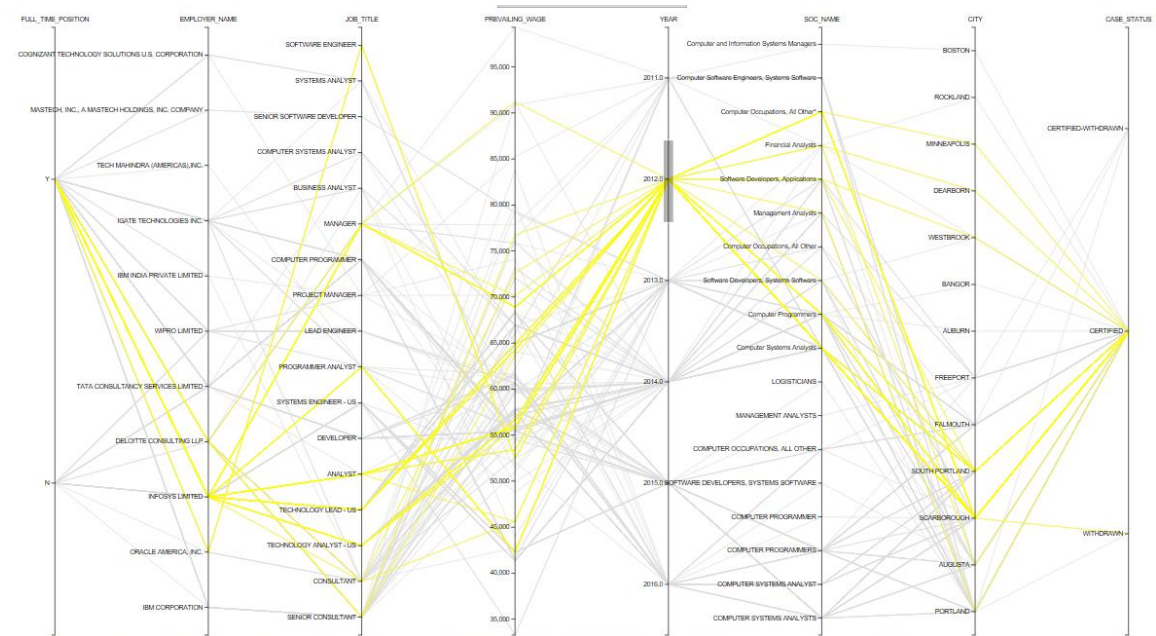 FULL_TIME_POSITION
EMPLOYER_NAME
JOB_TITLE
PREVAILING_WAGE
YEAR
SOC_NAME
CITY
CASE_STATUS
Y
N
COGNIZANT TECHNOLOGY SOLUTIONS U.S. CORPORATION
MASTECH, INC., A MASTECH HOLDINGS, INC. COMPANY
TECH MAHINDRA (AMERICAS),INC.
IGATE TECHNOLOGIES INC.
IBM INDIA PRIVATE LIMITED
WIPRO LIMITED
TATA CONSULTANCY SERVICES LIMITED
DELOITTE CONSULTING LLP
INFOSYS LIMITED
ORACLE AMERICA, INC.
IBM CORPORATION
SOFTWARE ENGINEER
SYSTEMS ANALYST
SENIOR SOFTWARE DEVELOPER
COMPUTER SYSTEMS ANALYST
BUSINESS ANALYST
MANAGER
COMPUTER PROGRAMMER
PROJECT MANAGER
LEAD ENGINEER
PROGRAMMER ANALYST
SYSTEMS ENGINEER - US
DEVELOPER
ANALYST
TECHNOLOGY LEAD - US
TECHNOLOGY ANALYST - US
CONSULTANT
SENIOR CONSULTANT
95,000
90,000
85,000
80,000
75,000
70,000
65,000
60,000
55,000
50,000
45,000
40,000
35,000
2011.0
2012.0
2013.0
2014.0
2015.0
2016.0
Computer and Information Systems Managers
Computer Software Engineers, Systems Software
Computer Occupations, All Other*
Financial Analysts
Software Developers, Applications
Management Analysts
Computer Occupations, All Other
Software Developers, Systems Software
Computer Programmers
Computer Systems Analysts
LOGISTICIANS
MANAGEMENT ANALYSTS
COMPUTER OCCUPATIONS, ALL OTHER
SOFTWARE DEVELOPERS, SYSTEMS SOFTWARE
COMPUTER PROGRAMMER
COMPUTER PROGRAMMERS
COMPUTER SYSTEMS ANALYST
COMPUTER SYSTEMS ANALYSTS
BOSTON
ROCKLAND
MINNEAPOLIS
DEARBORN
WESTBROOK
BANGOR
AUBURN
FREEPORT
FALMOUTH
SOUTH PORTLAND
SCARBOROUGH
AUGUSTA
PORTLAND
CERTIFIED-WITHDRAWN
CERTIFIED
WITHDRAWN